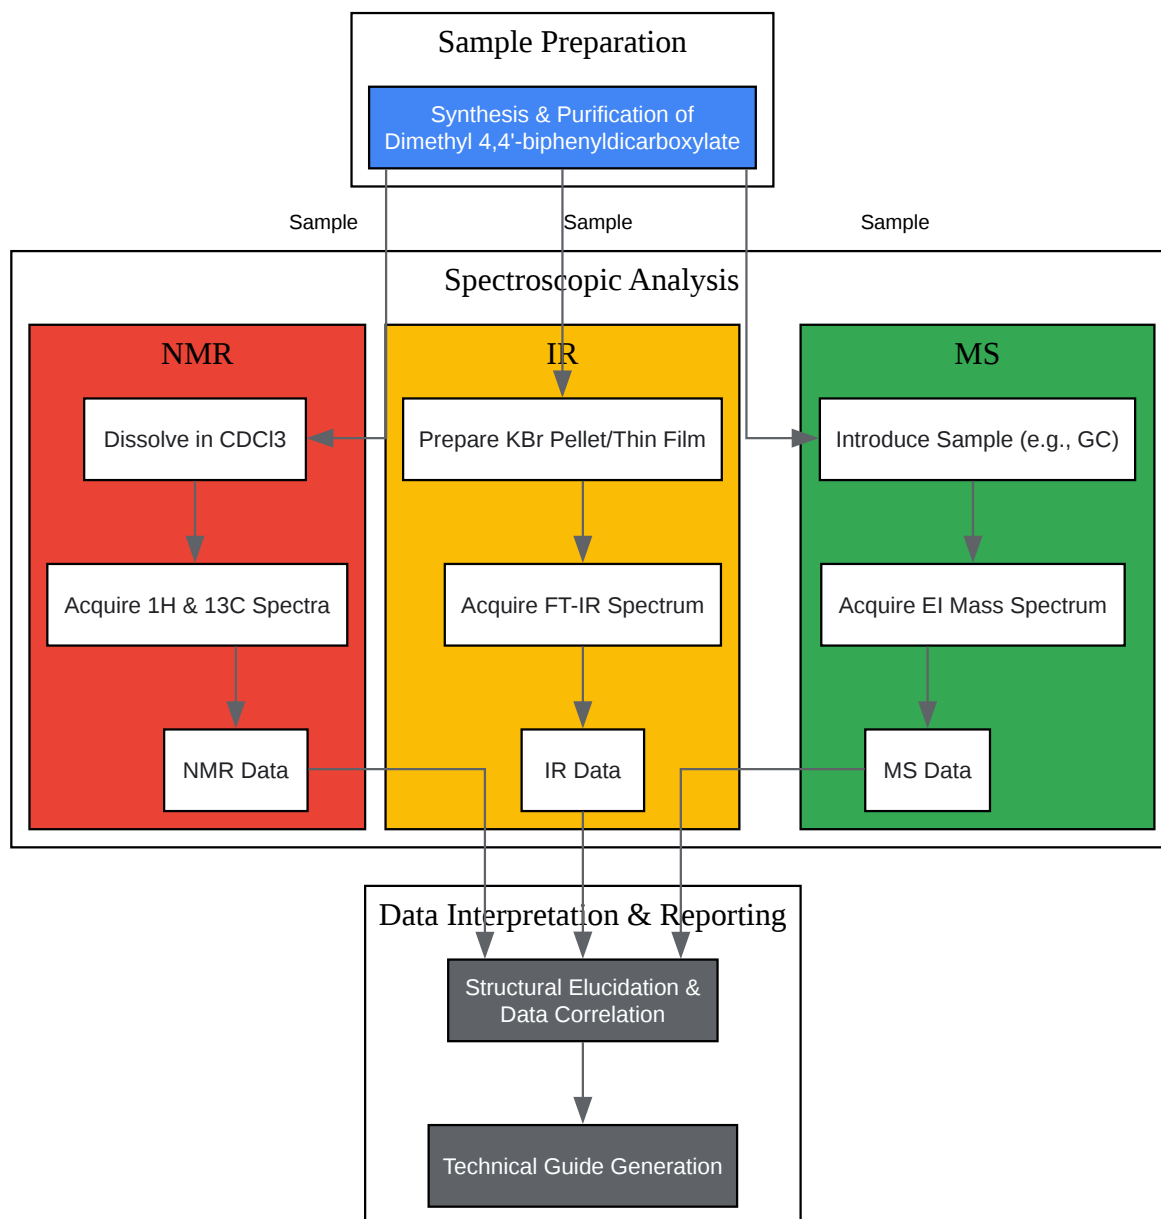 Sample Preparation
Synthesis & Purification of
Dimethyl 4,4'-biphenyldicarboxylate
Sample
Sample
Sample
Spectroscopic Analysis
NMR
IR
MS
Dissolve in CDCl3
Prepare KBr Pellet/Thin Film
Introduce Sample (e.g., GC)
Acquire 1H & 13C Spectra
Acquire FT-IR Spectrum
Acquire EI Mass Spectrum
NMR Data
IR Data
MS Data
Data Interpretation & Reporting
Structural Elucidation &
Data Correlation
Technical Guide Generation